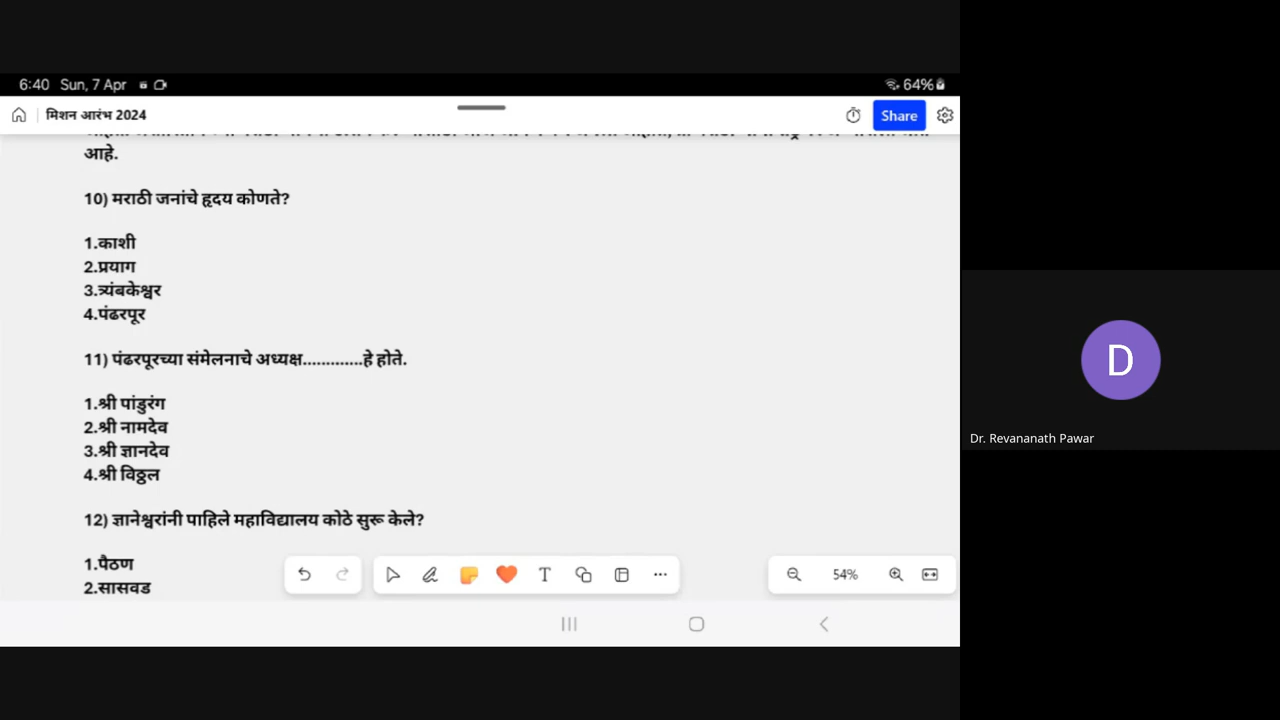 6:40 Sun, 7 Apr
64%
मिशन आरंभ 2024
Share
आहे.
10) मराठी जनांचे हृदय कोणते?
1.काशी
2.प्रयाग
3.त्र्यंबकेश्वर
4.पंढरपूर
11) पंढरपूरच्या संमेलनाचे अध्यक्ष.............हे होते.
1.श्री पांडुरंग
2.श्री नामदेव
3.श्री ज्ञानदेव
4.श्री विठ्ठल
12) ज्ञानेश्वरांनी पाहिले महाविद्यालय कोठे सुरू केले?
1.पैठण
2.सासवड
T
54%
D
Dr. Revananath Pawar